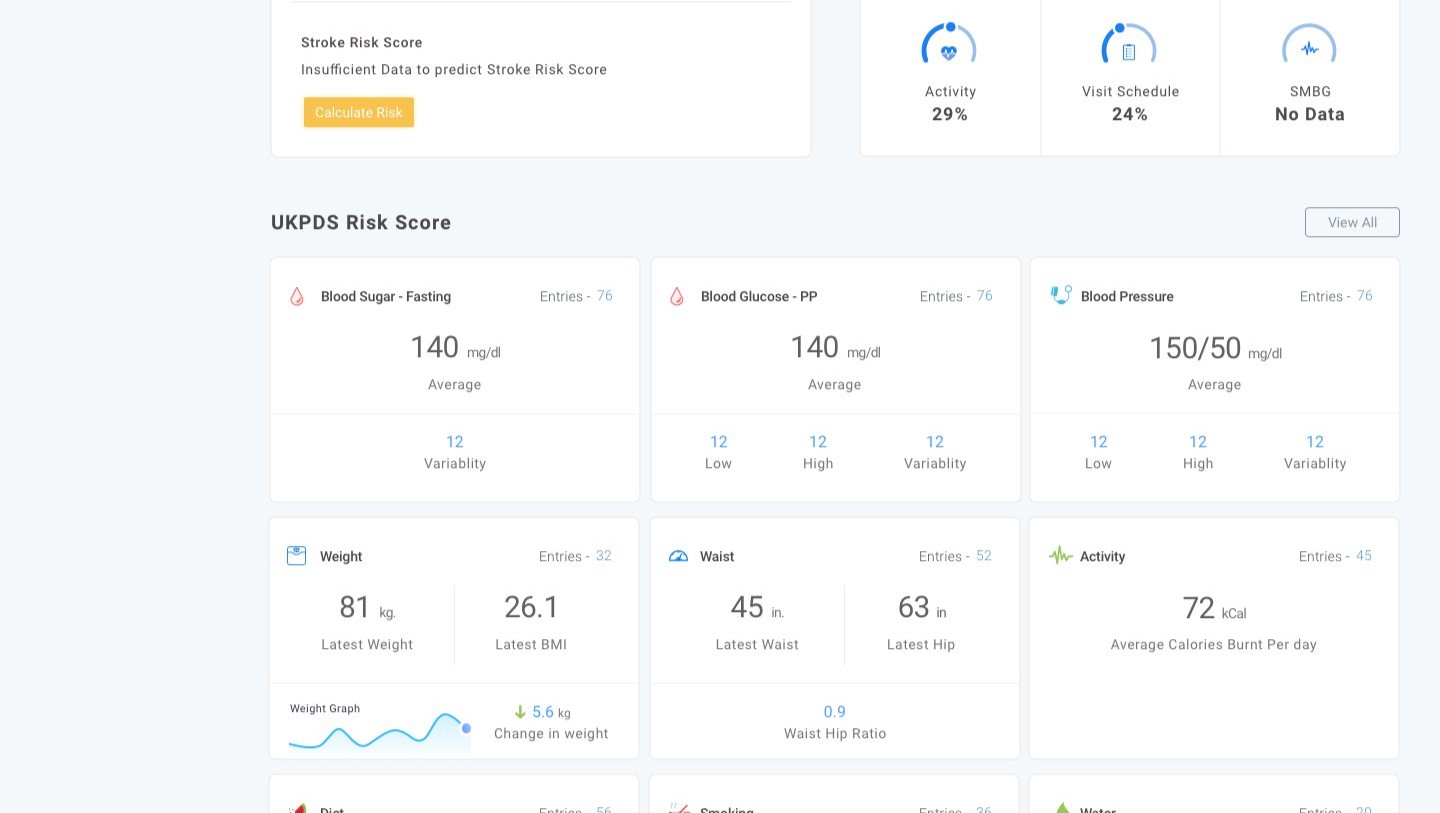 Stroke Risk Score
Insufficient Data to predict Stroke Risk Score
Calculate Risk
Activity
29%
Visit Schedule
24%
SMBG
No Data
UKPDS Risk Score
View All
Blood Sugar - Fasting
Entries - 76
140 mg/dl
Average
12
Variablity
Blood Glucose - PP
Entries - 76
140 mg/dl
Average
12
Low
12
High
12
Variablity
Blood Pressure
Entries - 76
150/50 mg/dl
Average
12
Low
12
High
12
Variablity
Weight
Entries - 32
81 kg.
Latest Weight
26.1
Latest BMI
Weight Graph
5.6 kg
Change in weight
Waist
Entries - 52
45 in.
Latest Waist
63 in
Latest Hip
0.9
Waist Hip Ratio
Activity
Entries - 45
72 kCal
Average Calories Burnt Per day
Diet
Entries - 56
Smoking
Entries - 36
Water
Entries - 20